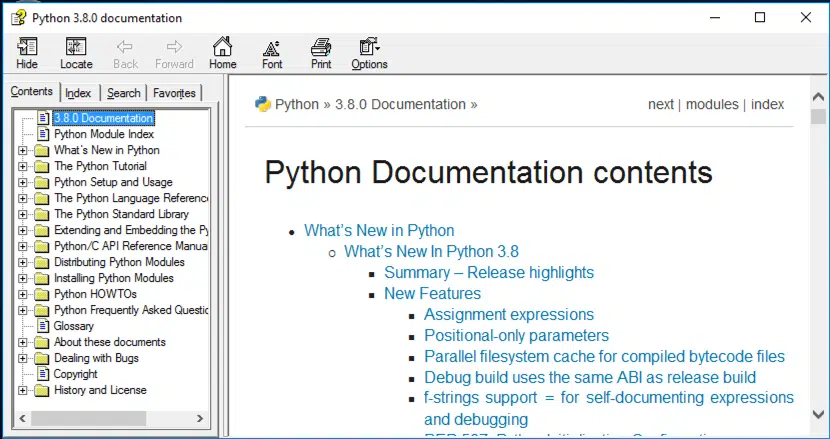 Python 3.8.0 documentation
Hide Locate Back Forward Home Font Print Options
Contents Index Search Favorites
3.8.0 Documentation
Python Module Index
What's New in Python
The Python Tutorial
Python Setup and Usage
The Python Language Reference
The Python Standard Library
Extending and Embedding the Py
Python/C API Reference Manua
Distributing Python Modules
Installing Python Modules
Python HOWTOs
Python Frequently Asked Questic
Glossary
About these documents
Dealing with Bugs
Copyright
History and License
Python » 3.8.0 Documentation »
next | modules | index
Python Documentation contents
What's New in Python
What's New In Python 3.8
Summary – Release highlights
New Features
Assignment expressions
Positional-only parameters
Parallel filesystem cache for compiled bytecode files
Debug build uses the same ABI as release build
f-strings support = for self-documenting expressions
and debugging